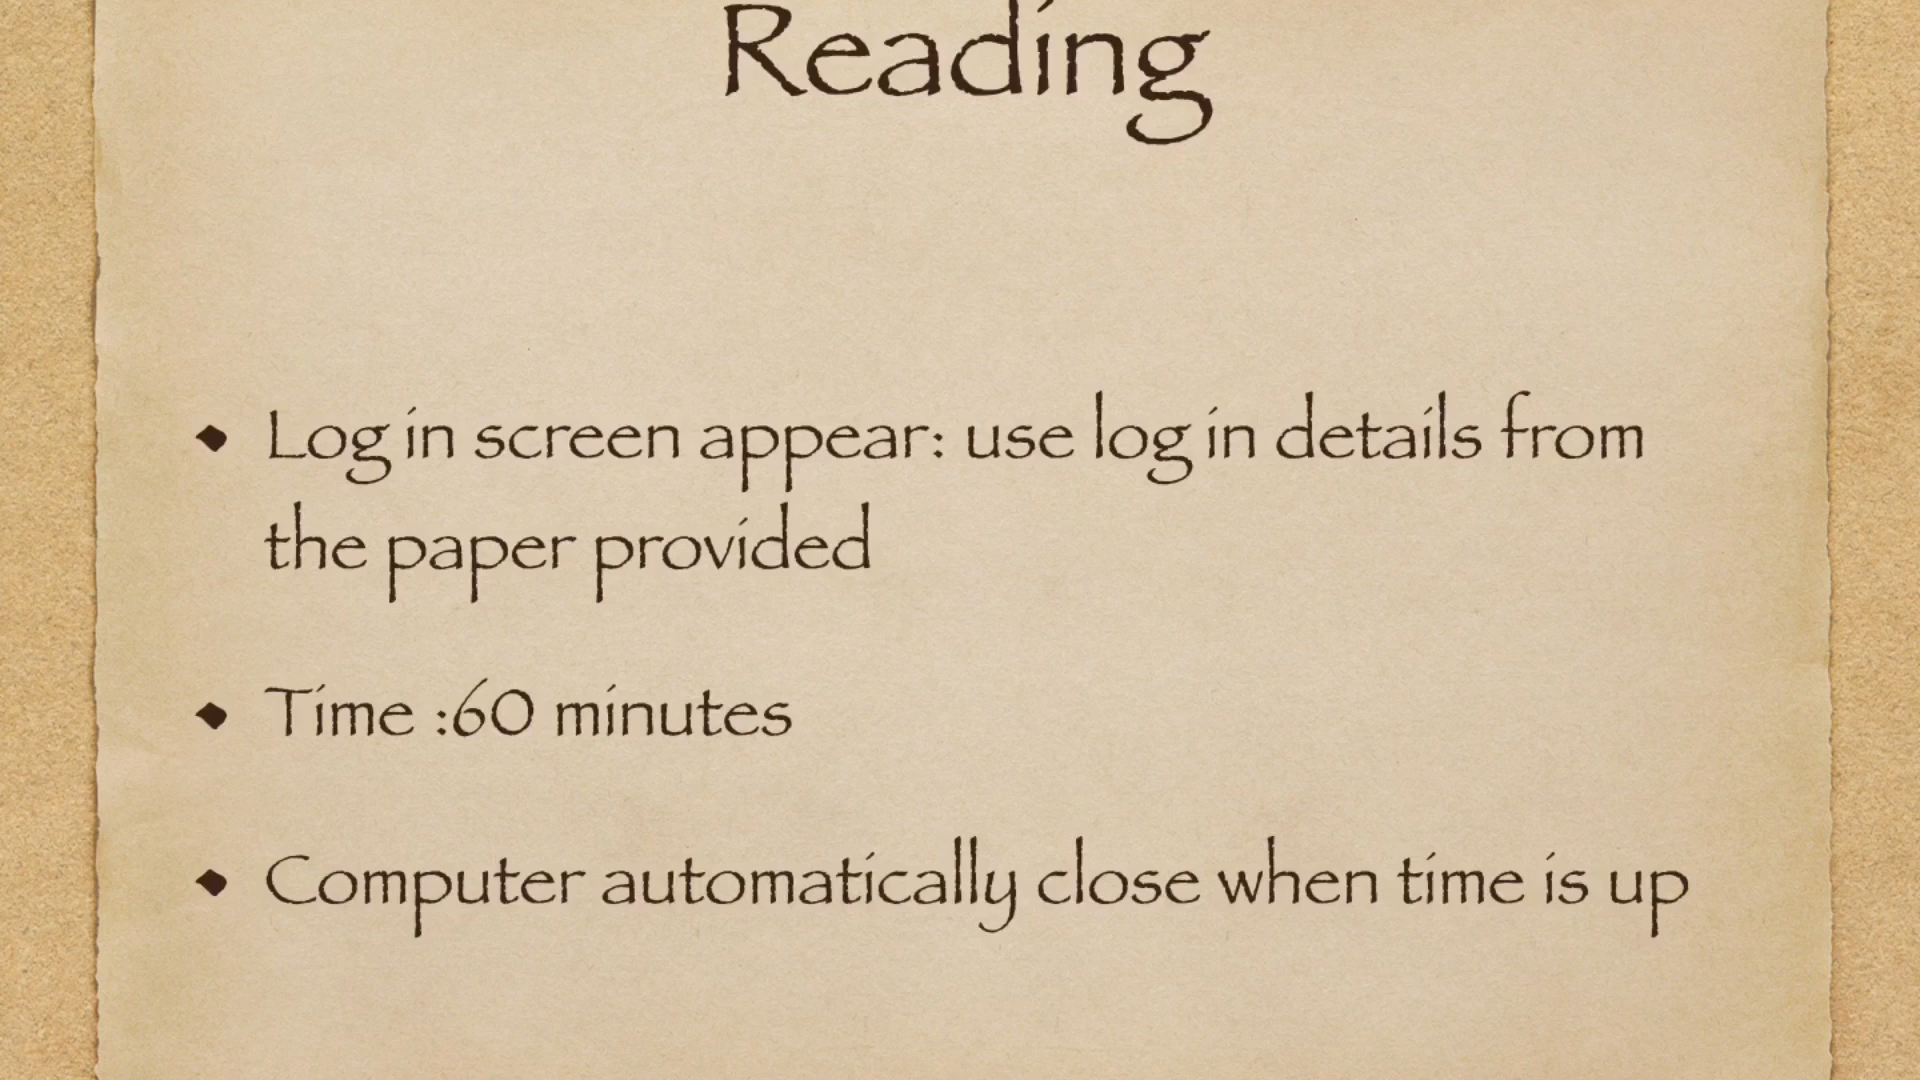 Reading
• Log in screen appear: use log in details from
the paper provided
• Time :60 minutes
• Computer automatically close when time is up